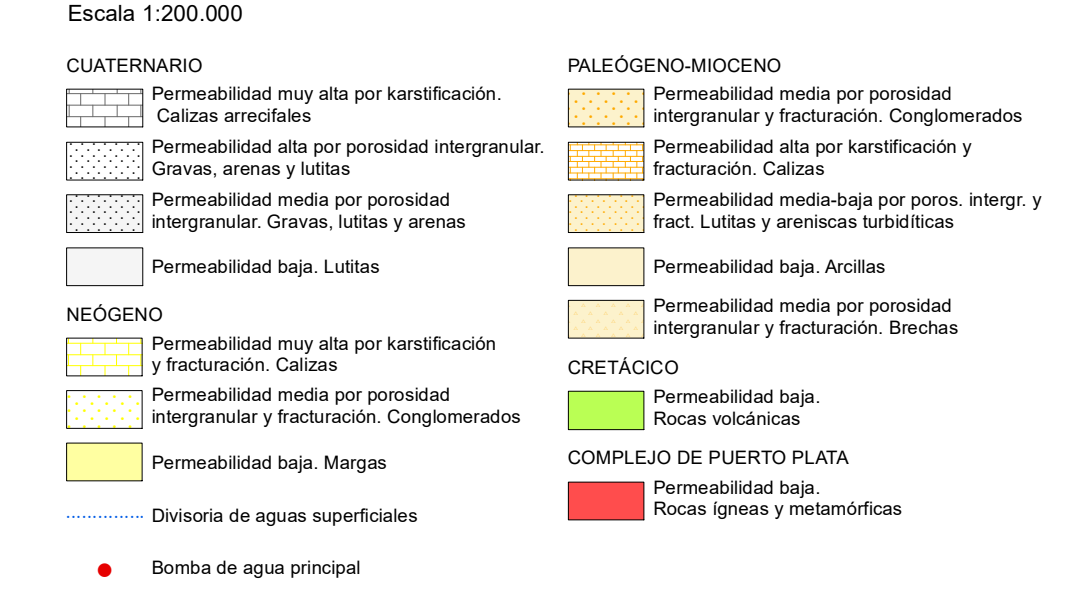 Escala 1:200.000
CUATERNARIO
Permeabilidad muy alta por karstificación.
Calizas arrecifales
Permeabilidad alta por porosidad intergranular.
Gravas, arenas y lutitas
Permeabilidad media por porosidad
intergranular. Gravas, lutitas y arenas
Permeabilidad baja. Lutitas
NEÓGENO
Permeabilidad muy alta por karstificación
y fracturación. Calizas
Permeabilidad media por porosidad
intergranular y fracturación. Conglomerados
Permeabilidad baja. Margas
Divisoria de aguas superficiales
Bomba de agua principal
PALEÓGENO-MIOCENO
Permeabilidad media por porosidad
intergranular y fracturación. Conglomerados
Permeabilidad alta por karstificación y
fracturación. Calizas
Permeabilidad media-baja por poros. intergr. y
fract. Lutitas y areniscas turbidíticas
Permeabilidad baja. Arcillas
Permeabilidad media por porosidad
intergranular y fracturación. Brechas
CRETÁCICO
Permeabilidad baja.
Rocas volcánicas
COMPLEJO DE PUERTO PLATA
Permeabilidad baja.
Rocas ígneas y metamórficas